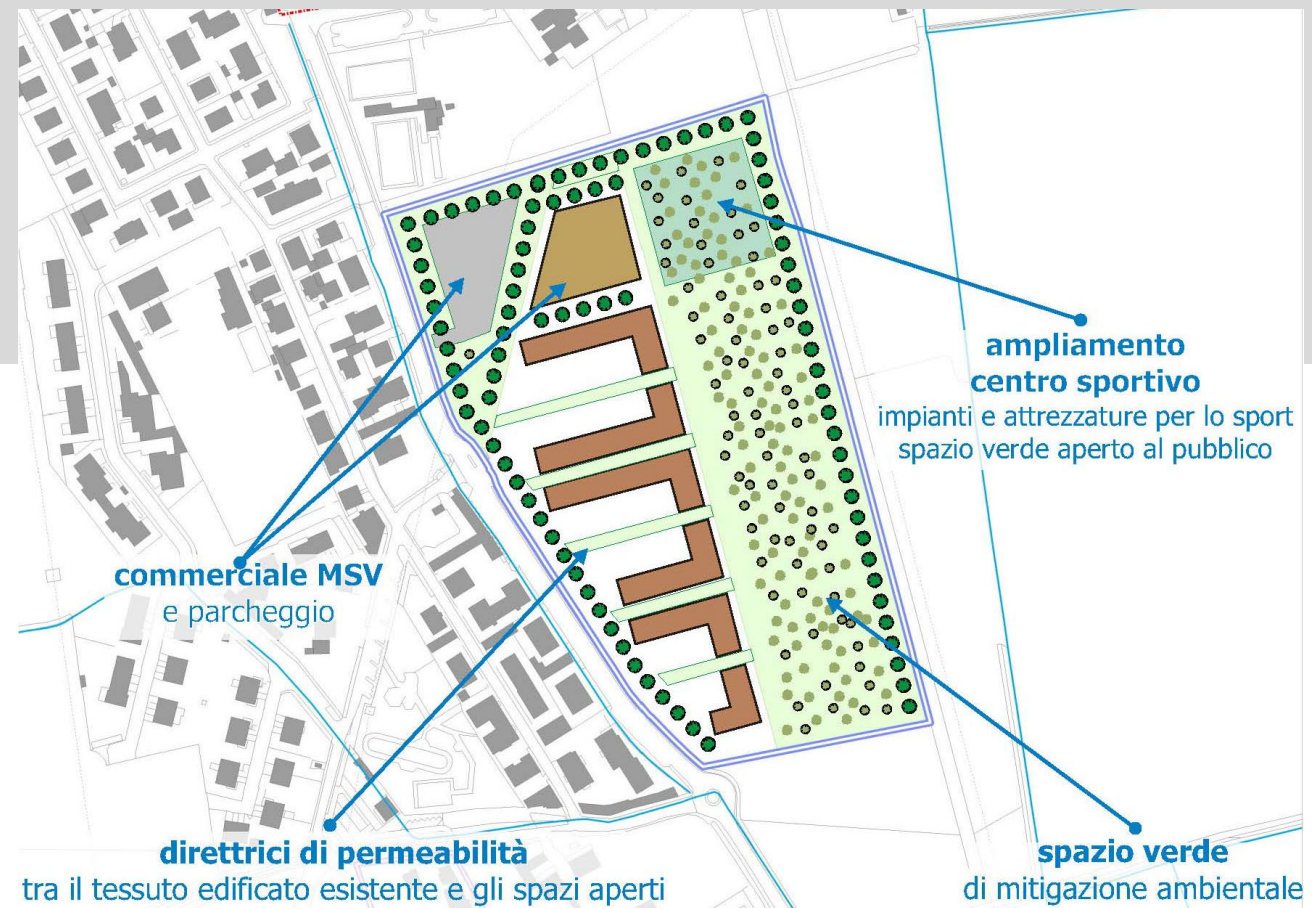 ampliamento
centro sportivo
impianti e attrezzature per lo sport
spazio verde aperto al pubblico
commerciale MSV
e parcheggio
direttrici di permeabilità
tra il tessuto edificato esistente e gli spazi aperti
spazio verde
di mitigazione ambientale